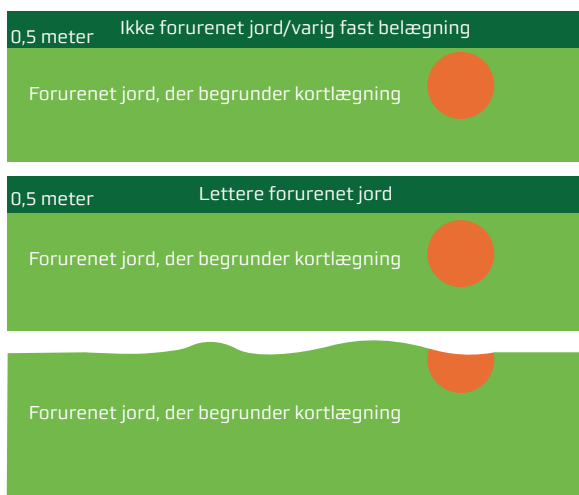 Ikke forurenet jord/varig fast belægning
0,5 meter
Forurenet jord, der begrunder kortlægning
Lettere forurenet jord
0,5 meter
Forurenet jord, der begrunder kortlægning
Forurenet jord, der begrunder kortlægning